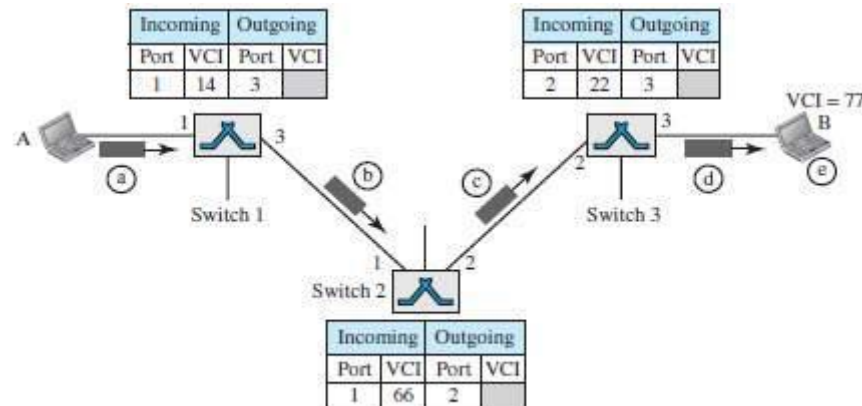 Incoming Outgoing
Port VCI Port VCI
1 14 3
Incoming Outgoing
Port VCI Port VCI
2 22 3
VCI = 77
A
1
3
3
B
a
b
c
2
d
e
Switch 1
Switch 3
1
2
Switch 2
Incoming Outgoing
Port VCI Port VCI
1 66 2